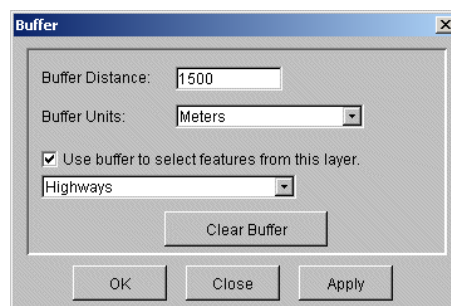 Buffer
Buffer Distance: 1500
Buffer Units: Meters
Use buffer to select features from this layer.
Highways
Clear Buffer
OK Close Apply